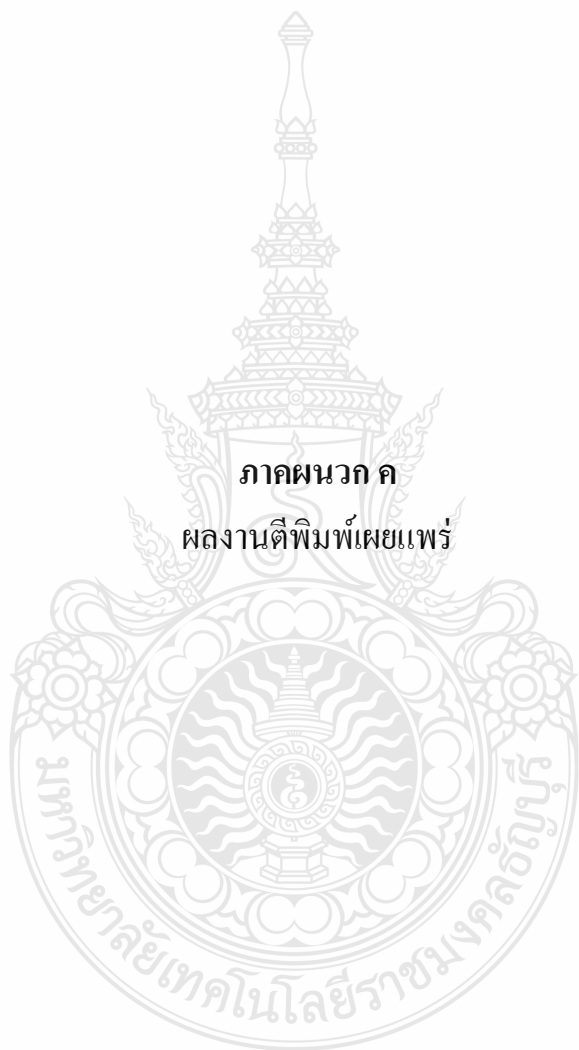 ภาคผนวก ค
ผลงานตีพิมพ์เผยแพร่
มหาวิทยาลัยเทคโนโลยีราชมงคลธัญบุรี